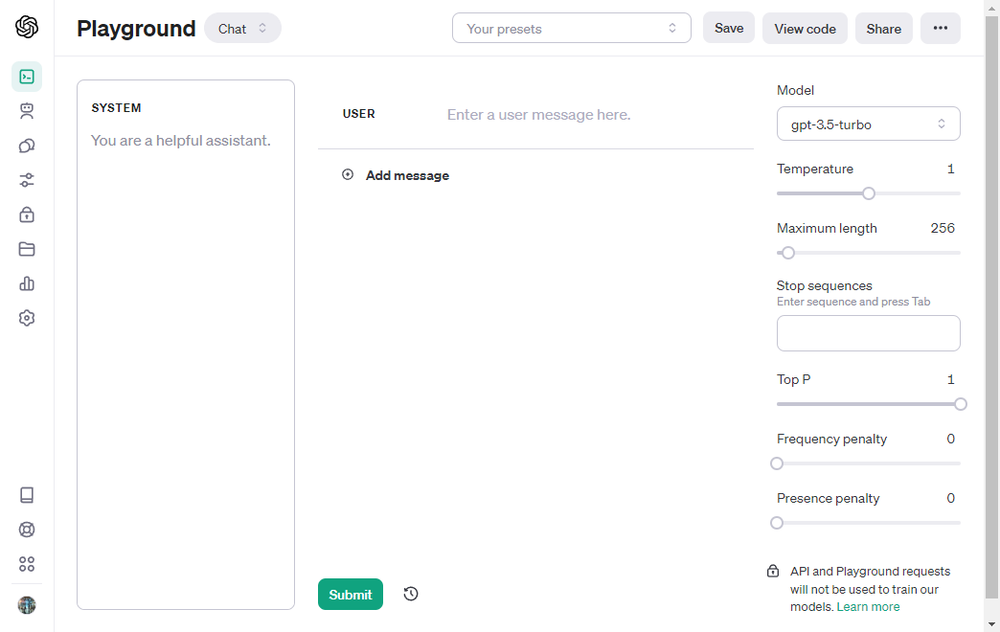 Playground
Chat
Your presets
Save
View code
Share
SYSTEM
You are a helpful assistant.
USER
Enter a user message here.
Add message
Submit
Model
gpt-3.5-turbo
Temperature 1
Maximum length 256
Stop sequences
Enter sequence and press Tab
Top P 1
Frequency penalty 0
Presence penalty 0
API and Playground requests
will not be used to train our
models. Learn more